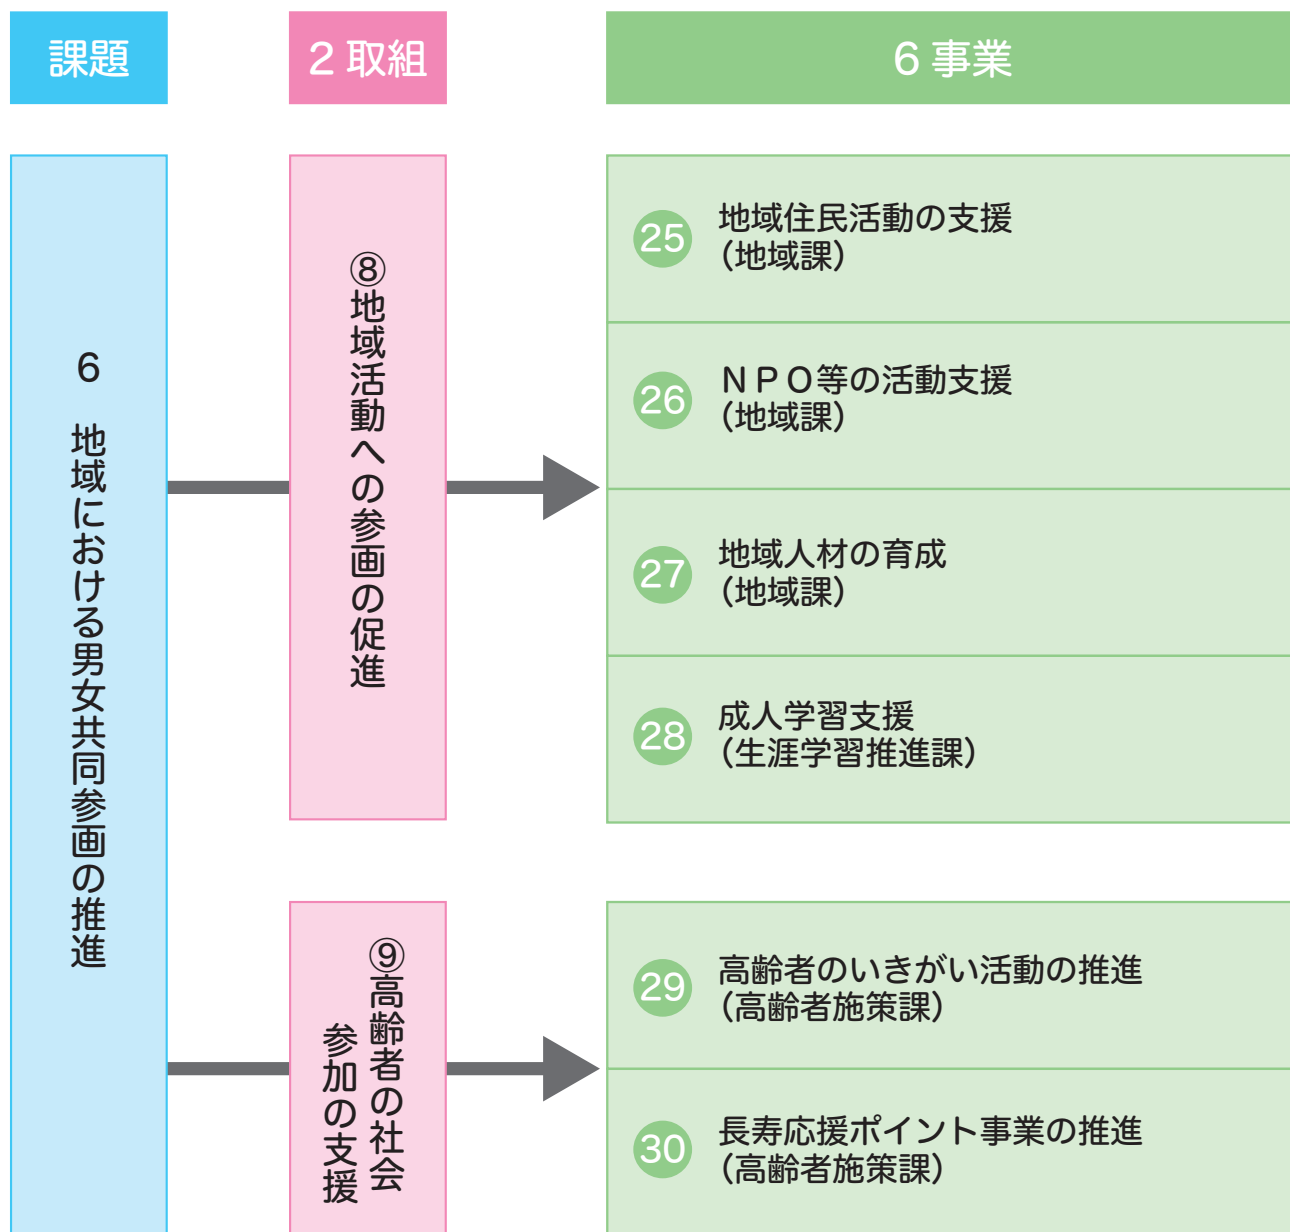 課題
2取組
6事業
6 地域における男女共同参画の推進
⑧地域活動への参画の促進
25
地域住民活動の支援
(地域課)
26
NPO等の活動支援
(地域課)
27
地域人材の育成
(地域課)
28
成人学習支援
(生涯学習推進課)
⑨高齢者の社会
参加の支援
29
高齢者のいきがい活動の推進
(高齢者施策課)
30
長寿応援ポイント事業の推進
(高齢者施策課)